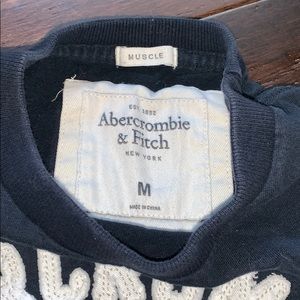 MUSCLE
EST 1892
Abercrombie
& Fitch
NEW YORK
M
MADE IN CHINA